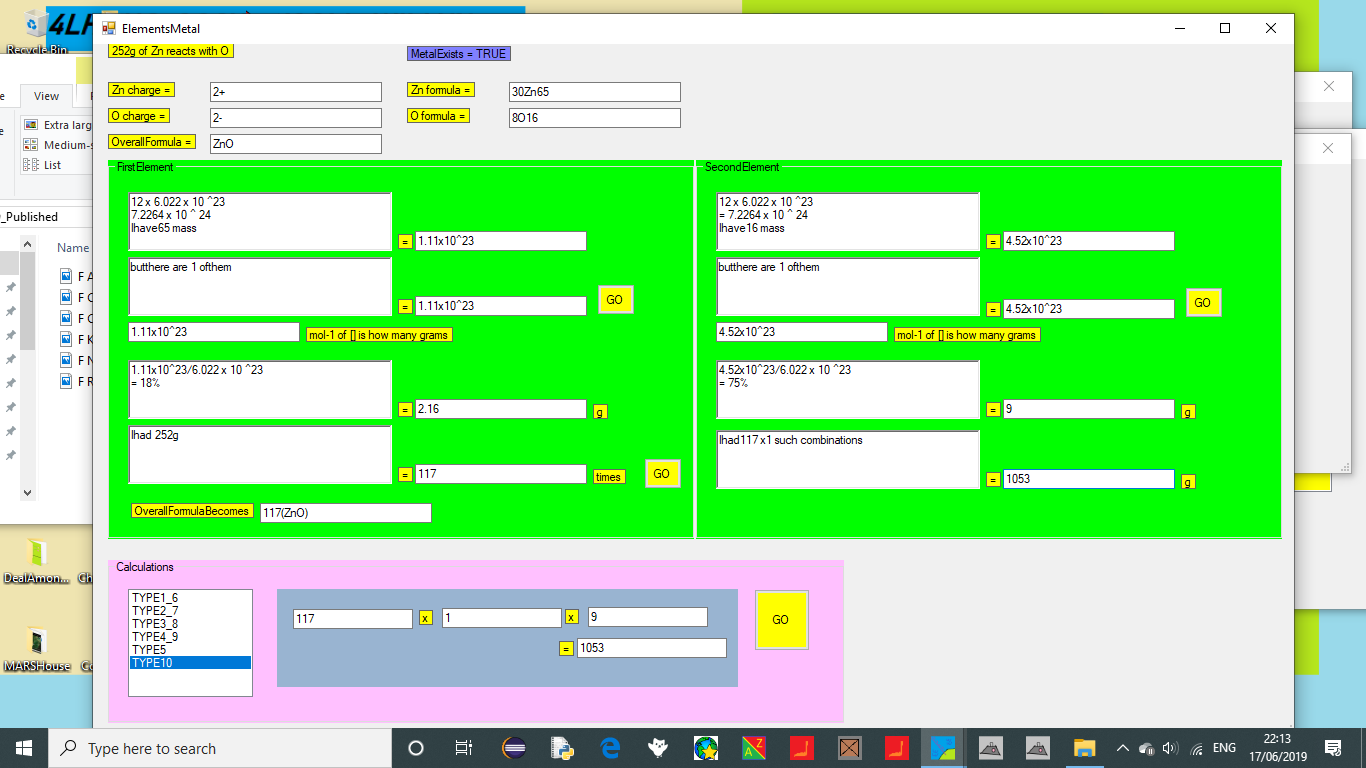 4LF
Recycle Bin
ElementsMetal
252g of Zn reacts with O
MetalExists = TRUE
Zn charge =
2+
Zn formula =
30Zn65
O charge =
2-
O formula =
8O16
OverallFormula =
ZnO
View
Extra larg
Medium-s
List
_Published
Name
F A
F C
F C
F K
F N
F R
FirstElement
12 x 6.022 x 10 ^23
7.2264 x 10 ^ 24
Ihave65 mass
=
1.11x10^23
butthere are 1 ofthem
=
1.11x10^23
GO
1.11x10^23
mol-1 of [] is how many grams
1.11x10^23/6.022 x 10 ^23
= 18%
=
2.16
g
Ihad 252g
=
117
times
GO
OverallFormulaBecomes
117(ZnO)
SecondElement
12 x 6.022 x 10 ^23
= 7.2264 x 10 ^ 24
Ihave16 mass
=
4.52x10^23
butthere are 1 ofthem
=
4.52x10^23
GO
4.52x10^23
mol-1 of [] is how many grams
4.52x10^23/6.022 x 10 ^23
= 75%
=
9
g
Ihad117 x1 such combinations
=
1053
g
DealAmon...
Ch
MARSHouse
Calculations
TYPE1_6
TYPE2_7
TYPE3_8
TYPE4_9
TYPE5
TYPE10
117
x
1
x
9
=
1053
GO
Type here to search
A
Z
ENG
22:13
17/06/2019